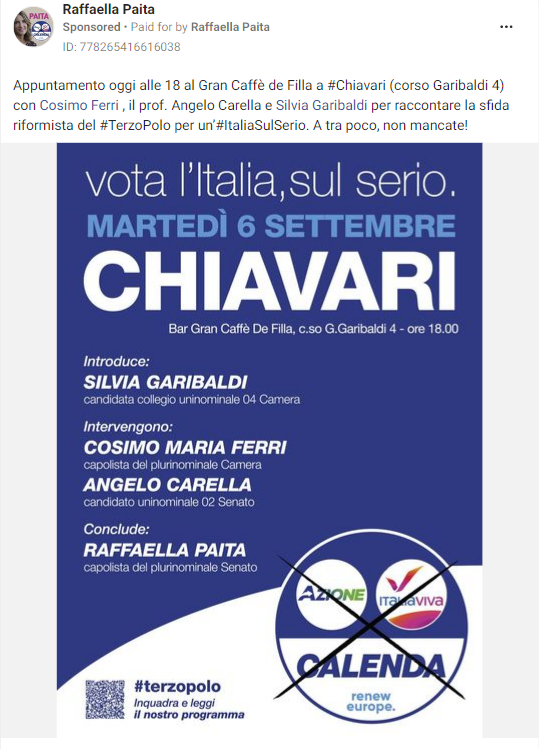 Raffaella Paita
Sponsored • Paid for by Raffaella Paita
ID: 778265416616038
Appuntamento oggi alle 18 al Gran Caffè de Filla a #Chiavari (corso Garibaldi 4)
con Cosimo Ferri , il prof. Angelo Carella e Silvia Garibaldi per raccontare la sfida
riformista del #TerzoPolo per un'#ItaliaSulSerio. A tra poco, non mancate!
vota l'Italia, sul serio.
MARTEDÌ 6 SETTEMBRE
CHIAVARI
Bar Gran Caffè De Filla, c.so G.Garibaldi 4 - ore 18.00
Introduce:
SILVIA GARIBALDI
candidata collegio uninominale 04 Camera
Intervengono:
COSIMO MARIA FERRI
capolista del plurinominale Camera
ANGELO CARELLA
candidato uninominale 02 Senato
Conclude:
RAFFAELLA PAITA
capolista del plurinominale Senato
AZIONE
ITALIAVIVA
CALENDA
renew
europe.
#terzopolo
Inquadra e leggi
il nostro programma